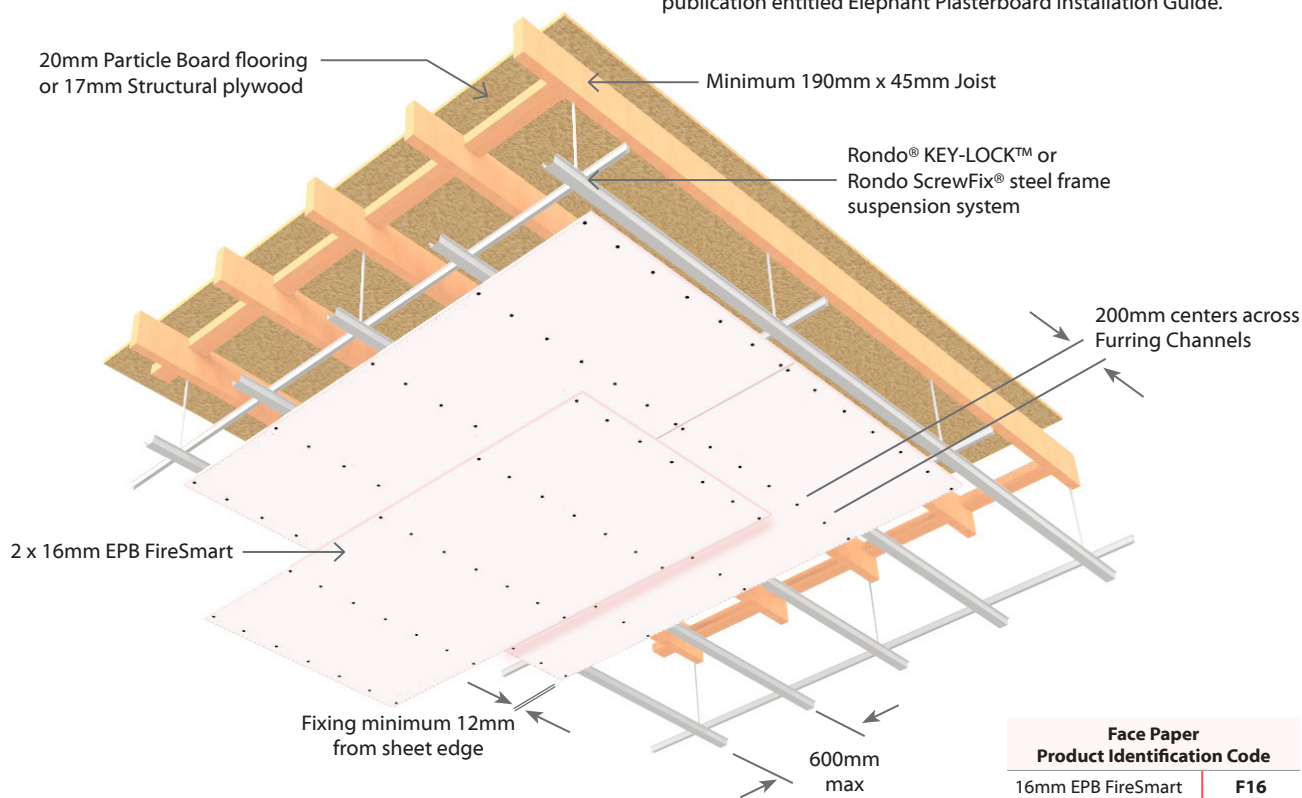 publication entitled Elephant Plasterboard Installation Guide.
20mm Particle Board flooring
or 17mm Structural plywood
Minimum 190mm x 45mm Joist
Rondo® KEY-LOCK™ or
Rondo ScrewFix® steel frame
suspension system
200mm centers across
Furring Channels
2 x 16mm EPB FireSmart
Fixing minimum 12mm
from sheet edge
600mm
max
Face Paper
Product Identification Code
16mm EPB FireSmart F16